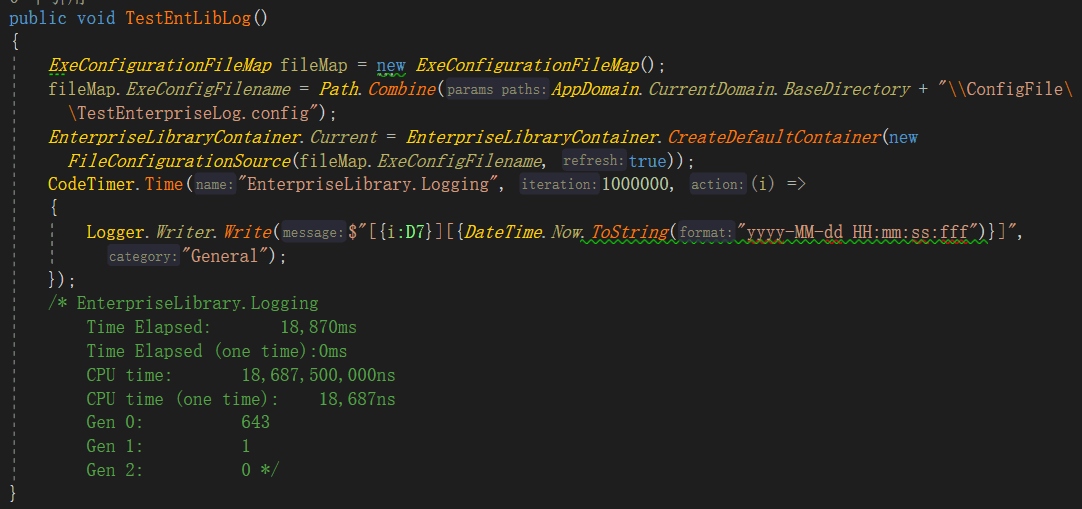 public void TestEntLibLog()
{
ExeConfigurationFileMap fileMap = new ExeConfigurationFileMap();
fileMap.ExeConfigFilename = Path.Combine(params paths: AppDomain.CurrentDomain.BaseDirectory + "\\ConfigFile\
\TestEnterpriseLog.config");
EnterpriseLibraryContainer.Current = EnterpriseLibraryContainer.CreateDefaultContainer(new
FileConfigurationSource(fileMap.ExeConfigFilename, refresh: true));
CodeTimer.Time(name: "EnterpriseLibrary.Logging", iteration: 1000000, action: (i) =>
{
Logger.Writer.Write(message: $"[{i:D7}][{DateTime.Now.ToString(format: "yyyy-MM-dd HH:mm:ss:fff")}]",
category: "General");
});
/* EnterpriseLibrary.Logging
Time Elapsed: 18,870ms
Time Elapsed (one time):0ms
CPU time: 18,687,500,000ns
CPU time (one time): 18,687ns
Gen 0: 643
Gen 1: 1
Gen 2: 0 */
}